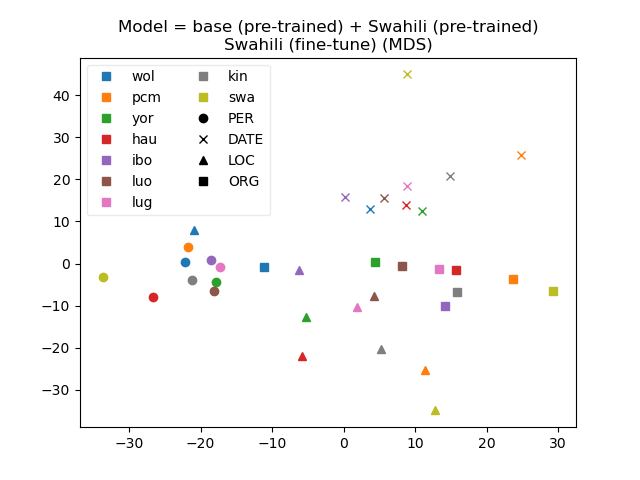 Model = base (pre-trained) + Swahili (pre-trained)
Swahili (fine-tune) (MDS)
wol
pcm
yor
hau
ibo
luo
lug
kin
swa
PER
DATE
LOC
ORG
40
30
20
10
0
−10
−20
−30
−30
−20
−10
0
10
20
30